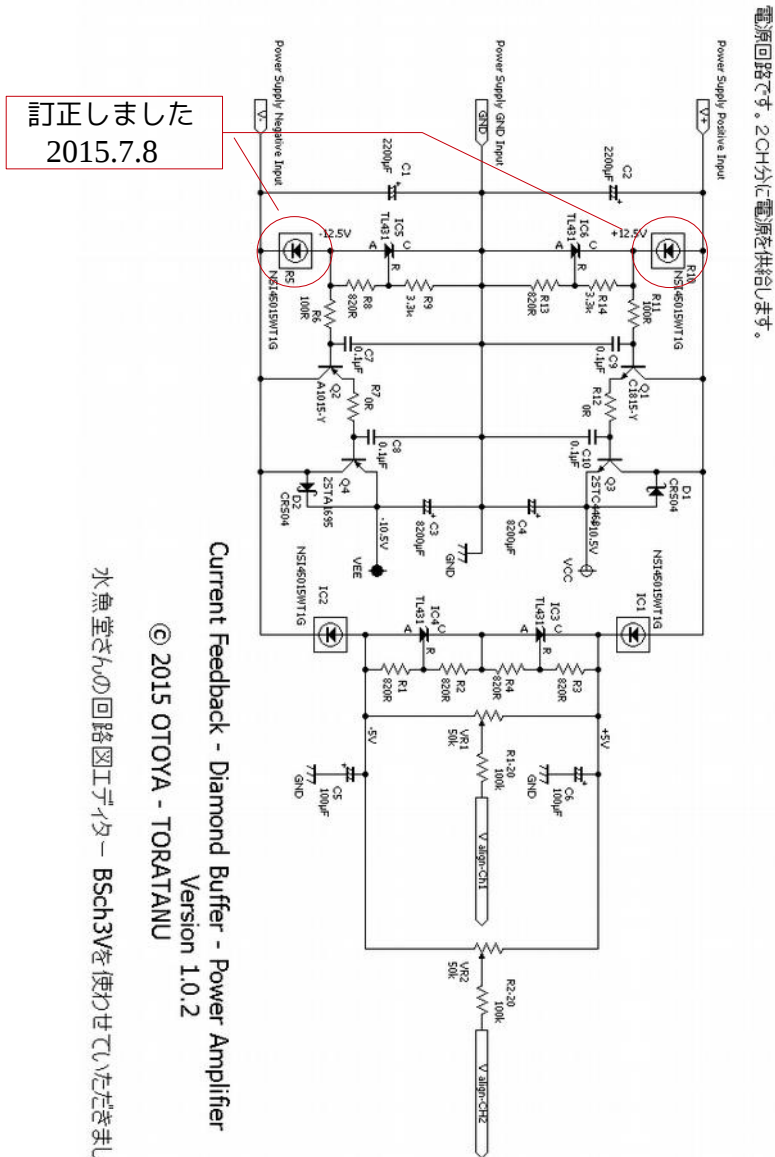 電源回路です。2CH分に電源を供給します。
Power Supply Positive Input
V+
Power Supply GND Input
GND
Power Supply Negative Input
V-
訂正しました
2015.7.8
C2
2200μF
C1
2200μF
+12.5V
R10
NSI45015WT1G
IC6
TL431
A
C
R
IC5
TL431
A
C
R
-12.5V
R5
NSI45015WT1G
R11
100R
R14
3.3k
R13
820R
R9
3.3k
R8
820R
R6
100R
C9
0.1μF
C7
0.1μF
Q1
C1815-Y
Q2
A1015-Y
R12
0R
R7
0R
C10
0.1μF
C8
0.1μF
Q3
Q4
2STA1695
D1
CRS04
D2
CRS04
+10.5V
-10.5V
C4
8200μF
C3
8200μF
VCC
GND
VEE
NSI45015WT1G
IC1
NSI45015WT1G
IC2
IC3
TL431
A
C
R
IC4
TL431
A
C
R
R3
820R
R4
820R
R2
820R
R1
820R
+5V
-5V
VR1
50k
R1-20
100k
C6
100μF
GND
C5
100μF
GND
V align-Ch1
VR2
50k
R2-20
100k
V align-CH2
Current Feedback - Diamond Buffer - Power Amplifier
Version 1.0.2
© 2015 OTOYA - TORATANU
水魚堂さんの回路図エディター BSch3Vを使わせていただきまし